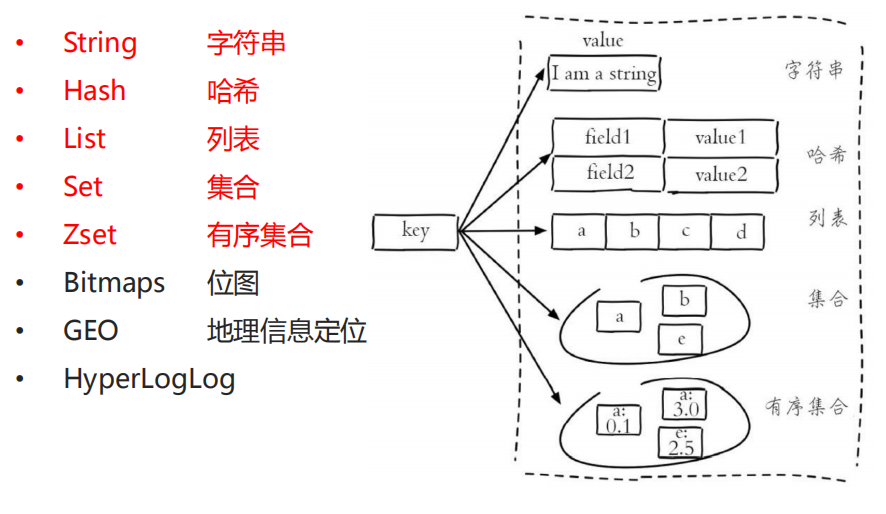 String 字符串
Hash 哈希
List 列表
Set 集合
Zset 有序集合
Bitmaps 位图
GEO 地理信息定位
HyperLogLog
key
value
I am a string
字符串
field1 value1
field2 value2
哈希
a b c d
列表
a
b
e
集合
a:
0.1
a:
3.0
e:
2.5
有序集合